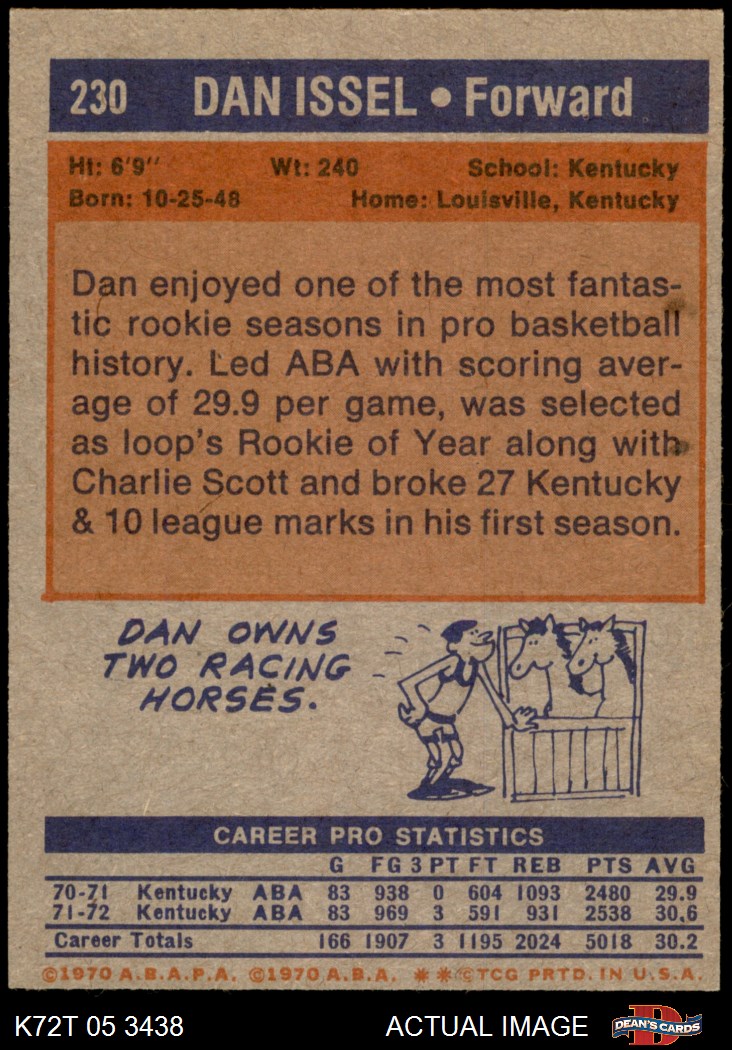 230 DAN ISSEL • Forward
Ht: 6'9" Wt: 240 School: Kentucky
Born: 10-25-48 Home: Louisville, Kentucky
Dan enjoyed one of the most fantas-
tic rookie seasons in pro basketball
history. Led ABA with scoring aver-
age of 29.9 per game, was selected
as loop's Rookie of Year along with
Charlie Scott and broke 27 Kentucky
& 10 league marks in his first season.
DAN OWNS
TWO RACING
HORSES.
CAREER PRO STATISTICS
G FG 3 PT FT REB PTS AVG
70-71 Kentucky ABA 83 938 0 604 1093 2480 29.9
71-72 Kentucky ABA 83 969 3 591 931 2538 30.6
Career Totals 166 1907 3 1195 2024 5018 30.2
©1970 A.B.A.P.A. ©1970 A.B.A. ✱✱©TCG PRTD. IN U.S.A.
K72T 05 3438 ACTUAL IMAGE D DEAN'S CARDS